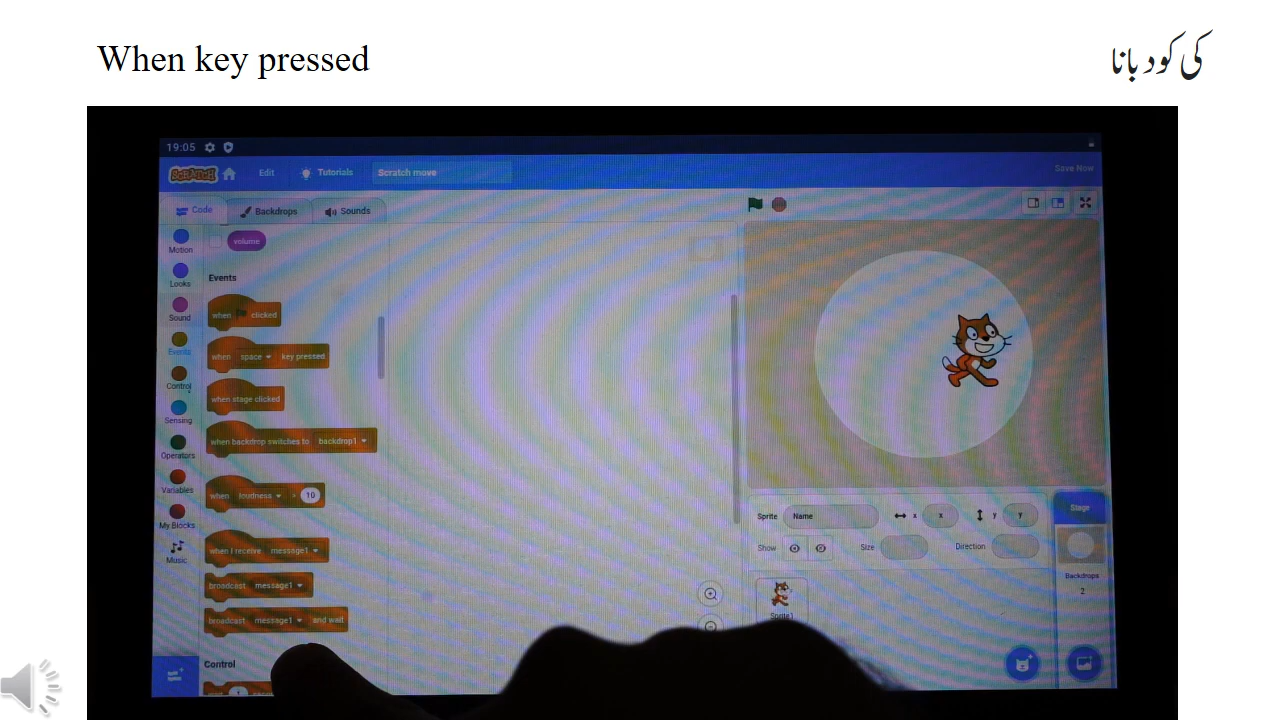 When key pressed
کی کو دبانا
19:05
SCRATCH
Edit
Tutorials
Scratch move
Save Now
Code
Backdrops
Sounds
Motion
Looks
Sound
Events
Control
Sensing
Operators
Variables
My Blocks
Music
volume
Events
when clicked
when space key pressed
when stage clicked
when backdrop switches to backdrop1
when loudness > 10
when I receive message1
broadcast message1
broadcast message1 and wait
Control
Sprite Name
x x
y y
Show
Size
Direction
Sprite1
Stage
Backdrops
2